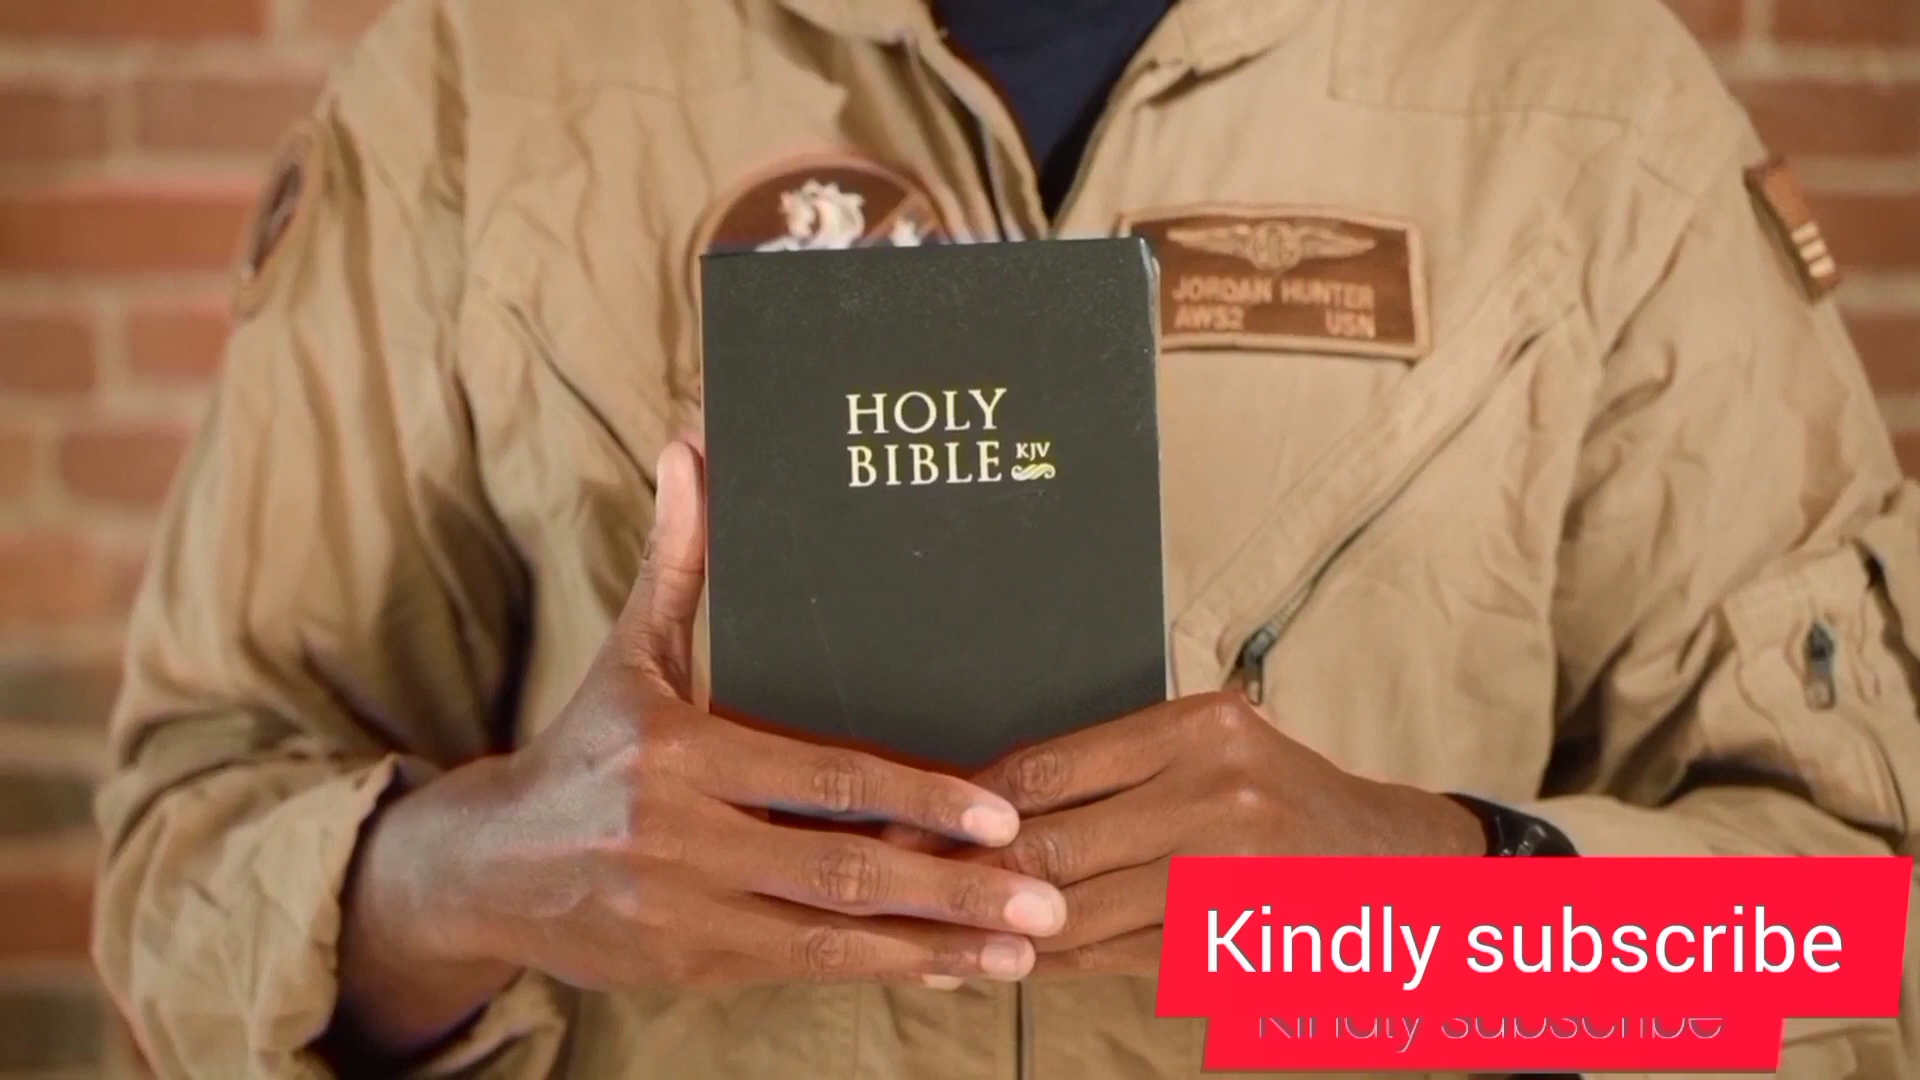 JORDAN HUNTER
AWS2 USN
HOLY
BIBLE KJV
Kindly subscribe
Kindly subscribe